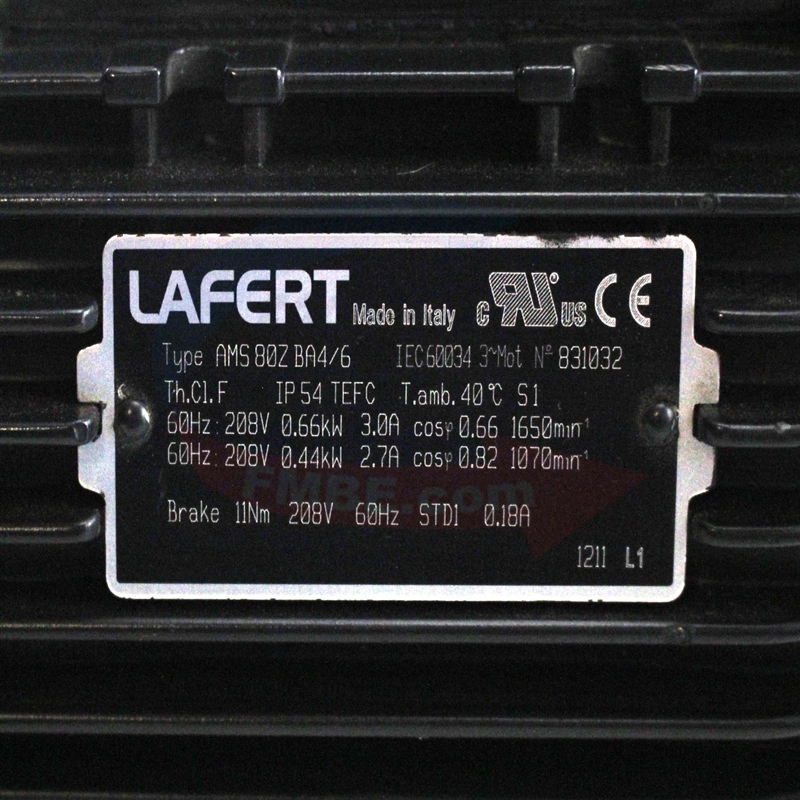 LAFERT Made in Italy c RU US CE
Type AMS 80Z BA4/6 IEC60034 3~Mot Nº 831032
Th.Cl.F IP54 TEFC T.amb. 40°C S1
60Hz: 208V 0.66kW 3.0A cosφ 0.66 1650min⁻¹
60Hz: 208V 0.44kW 2.7A cosφ 0.82 1070min⁻¹
FMBE.com
Brake 11Nm 208V 60Hz STD1 0.18A
1211 L1